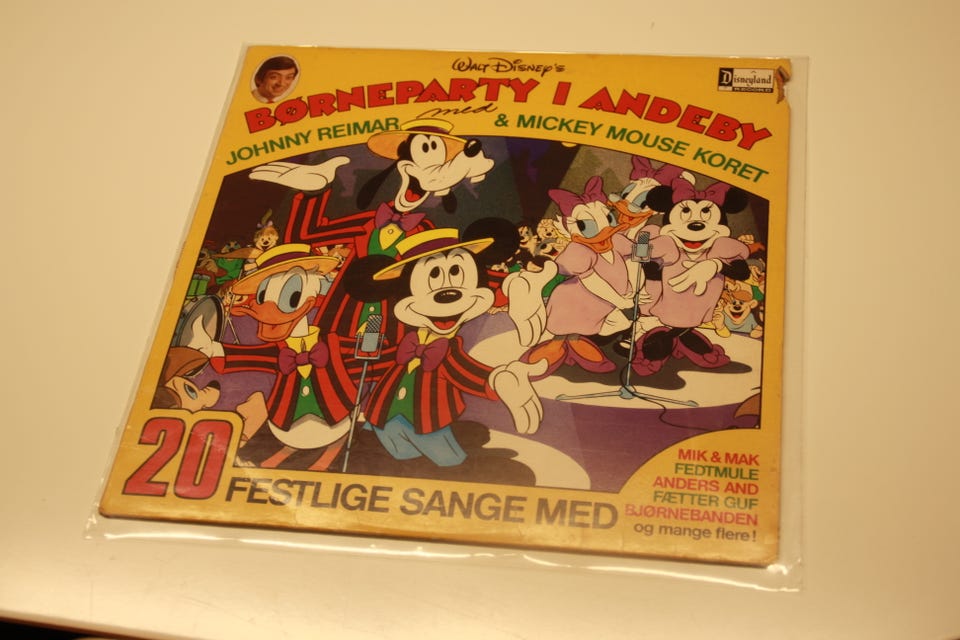 Walt Disney's
BØRNEPARTY I ANDEBY
med
JOHNNY REIMAR & MICKEY MOUSE KORET
Disneyland
RECORD
20 FESTLIGE SANGE MED
MIK & MAK
FEDTMULE
ANDERS AND
FÆTTER GUF
BJØRNEBANDEN
og mange flere!